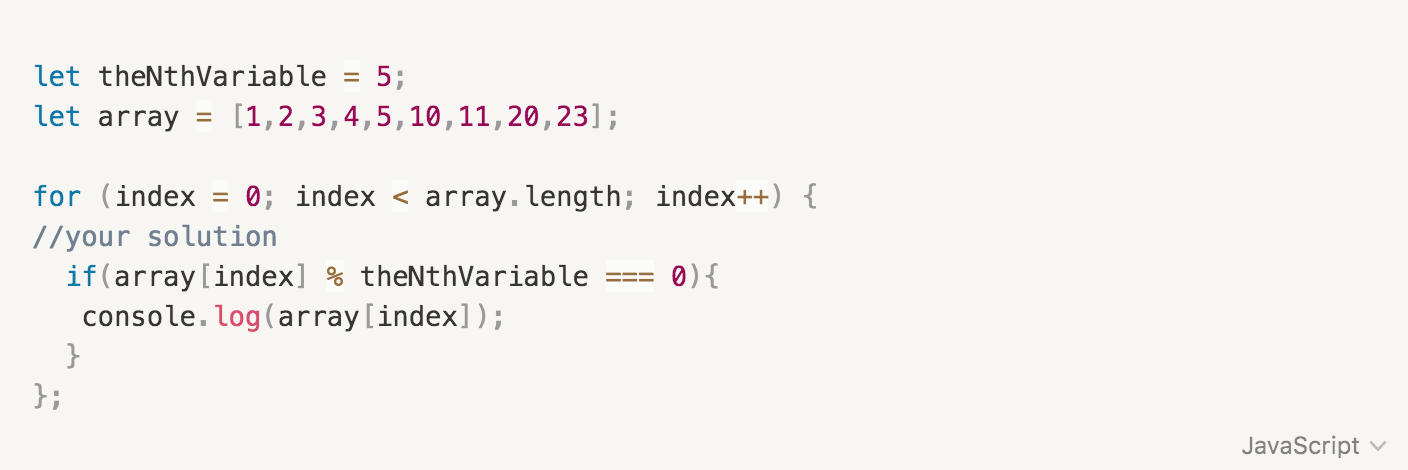 let theNthVariable = 5;
let array = [1,2,3,4,5,10,11,20,23];
for (index = 0; index < array.length; index++) {
//your solution
if(array[index] % theNthVariable === 0){
console.log(array[index]);
}
};
JavaScript